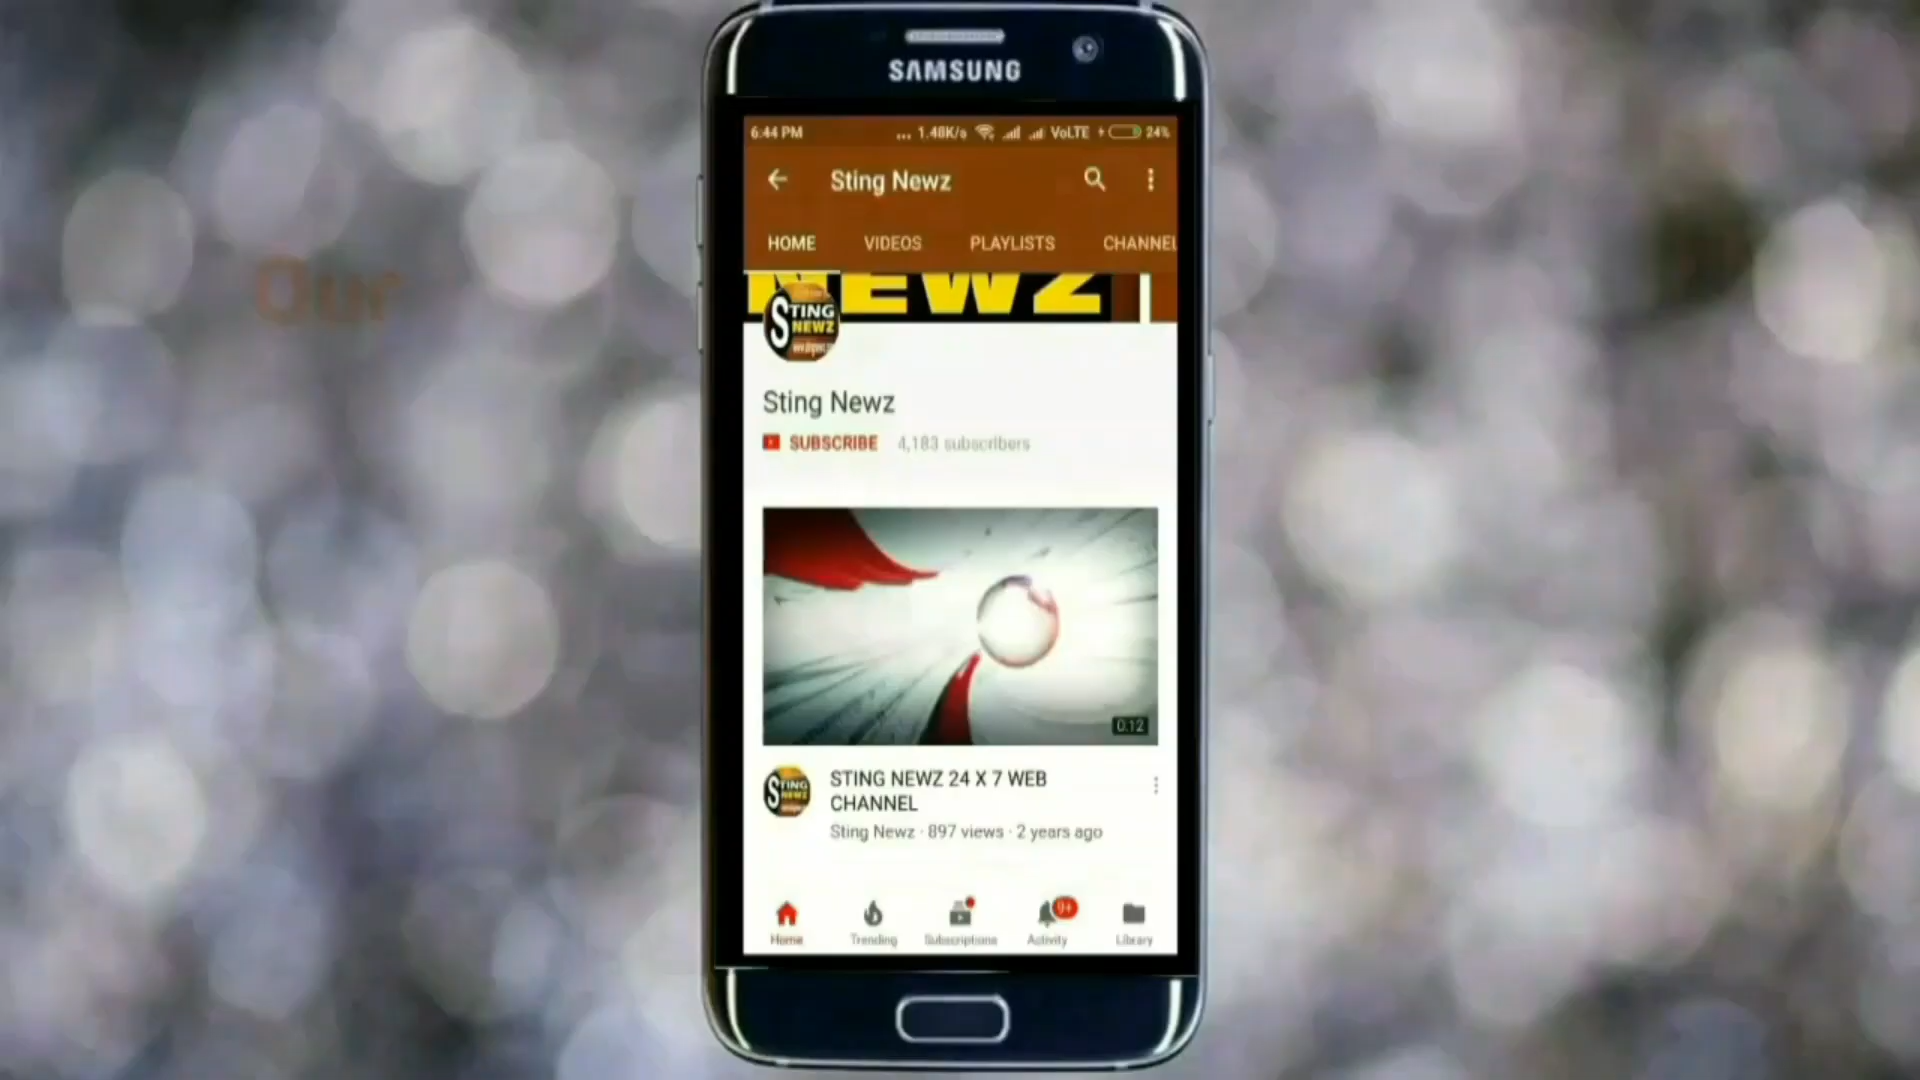 SAMSUNG
6:44 PM ... 1.48K/s VoLTE 24%
Sting Newz
HOME VIDEOS PLAYLISTS CHANNEL
NEWZ
STING
NEWZ
Our
Sting Newz
SUBSCRIBE 4,183 subscribers
0:12
STING NEWZ
STING NEWZ 24 X 7 WEB
CHANNEL
Sting Newz · 897 views · 2 years ago
9+
Home Trending Subscriptions Activity Library